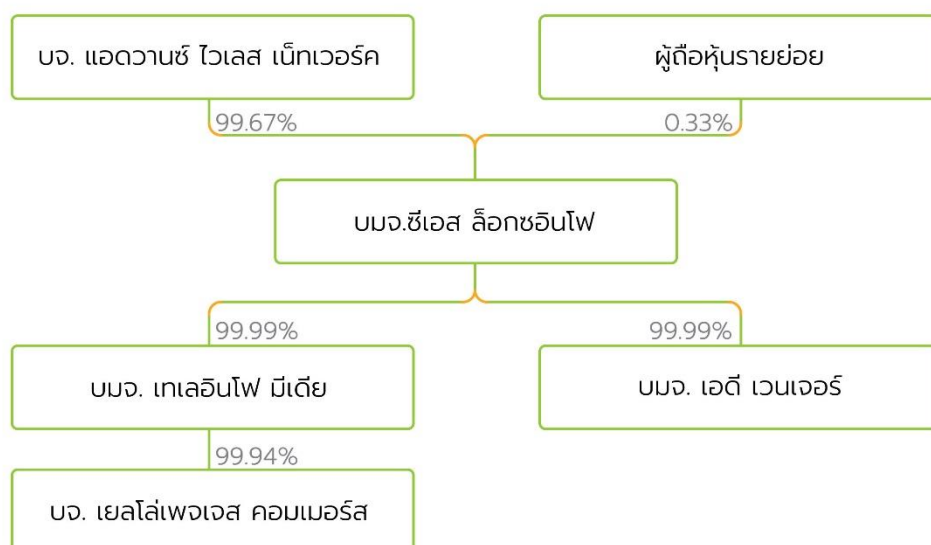 บจ. แอดวานซ์ ไวเลส เน็ทเวอร์ค
ผู้ถือหุ้นรายย่อย
99.67%
0.33%
บมจ.ซีเอส ล็อกซอินโฟ
99.99%
99.99%
บมจ. เทเลอินโฟ มีเดีย
บมจ. เอดี เวนเจอร์
99.94%
บจ. เยลโล่เพจเจส คอมเมอร์ส